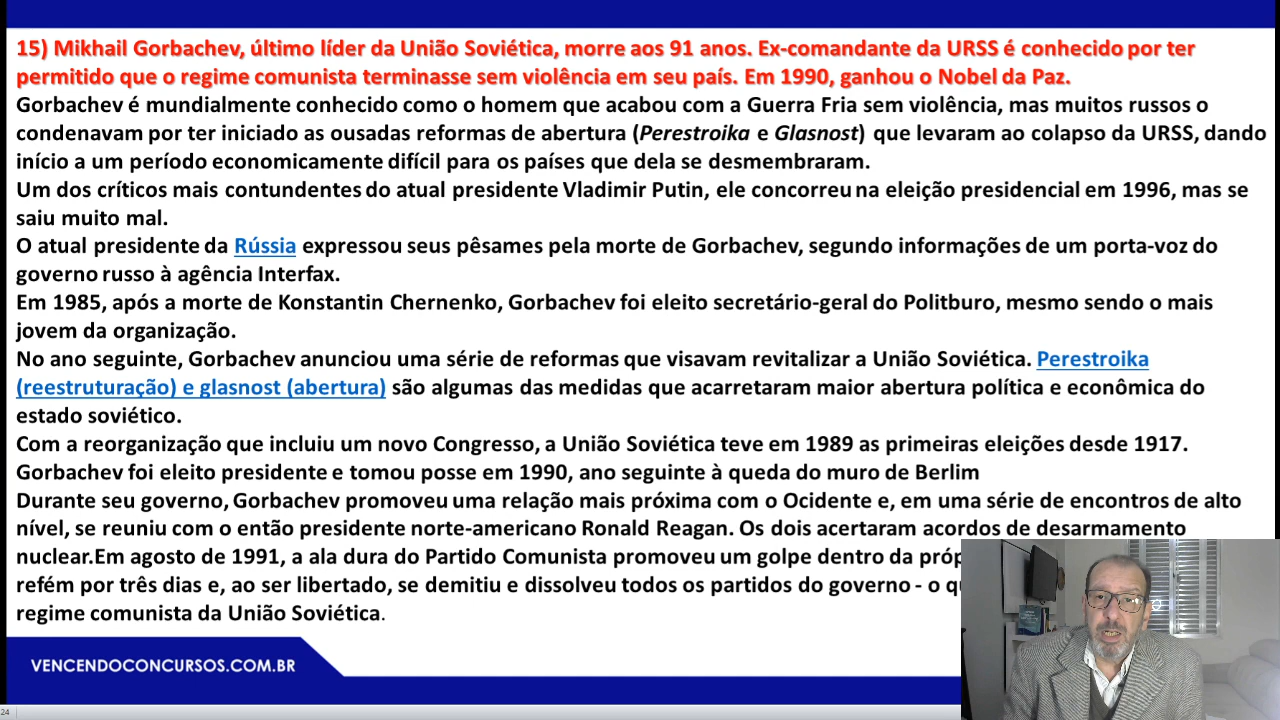 15) Mikhail Gorbachev, último líder da União Soviética, morre aos 91 anos. Ex-comandante da URSS é conhecido por ter
permitido que o regime comunista terminasse sem violência em seu país. Em 1990, ganhou o Nobel da Paz.
Gorbachev é mundialmente conhecido como o homem que acabou com a Guerra Fria sem violência, mas muitos russos o
condenavam por ter iniciado as ousadas reformas de abertura (Perestroika e Glasnost) que levaram ao colapso da URSS, dando
início a um período economicamente difícil para os países que dela se desmembraram.
Um dos críticos mais contundentes do atual presidente Vladimir Putin, ele concorreu na eleição presidencial em 1996, mas se
saiu muito mal.
O atual presidente da Rússia expressou seus pêsames pela morte de Gorbachev, segundo informações de um porta-voz do
governo russo à agência Interfax.
Em 1985, após a morte de Konstantin Chernenko, Gorbachev foi eleito secretário-geral do Politburo, mesmo sendo o mais
jovem da organização.
No ano seguinte, Gorbachev anunciou uma série de reformas que visavam revitalizar a União Soviética. Perestroika
(reestruturação) e glasnost (abertura) são algumas das medidas que acarretaram maior abertura política e econômica do
estado soviético.
Com a reorganização que incluiu um novo Congresso, a União Soviética teve em 1989 as primeiras eleições desde 1917.
Gorbachev foi eleito presidente e tomou posse em 1990, ano seguinte à queda do muro de Berlim
Durante seu governo, Gorbachev promoveu uma relação mais próxima com o Ocidente e, em uma série de encontros de alto
nível, se reuniu com o então presidente norte-americano Ronald Reagan. Os dois acertaram acordos de desarmamento
nuclear.Em agosto de 1991, a ala dura do Partido Comunista promoveu um golpe dentro da
refém por três dias e, ao ser libertado, se demitiu e dissolveu todos os partidos do governo - o
regime comunista da União Soviética.
VENCENDOCONCURSOS.COM.BR
24